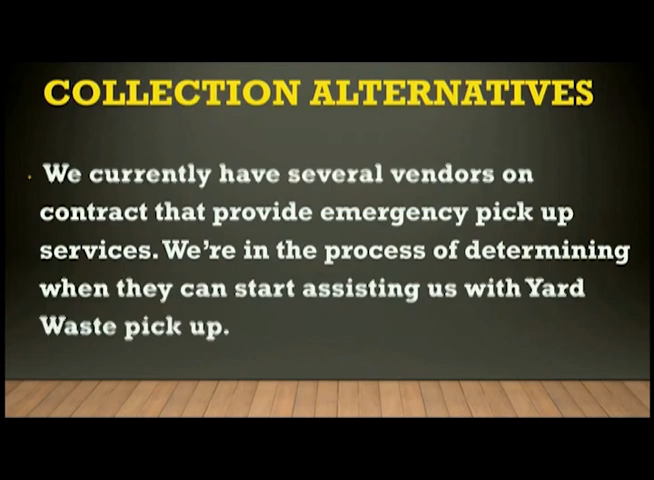 COLLECTION ALTERNATIVES
We currently have several vendors on
contract that provide emergency pick up
services. We're in the process of determining
when they can start assisting us with Yard
Waste pick up.